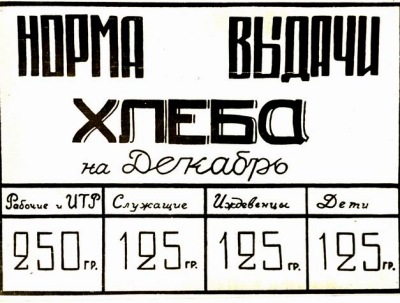 НОРМА ВЫДАЧИ
ХЛЕБА
на Декабрь
Рабочие и ИТР Служащие Иждевенцы Дети
250 гр. 125 гр. 125 гр. 125 гр.